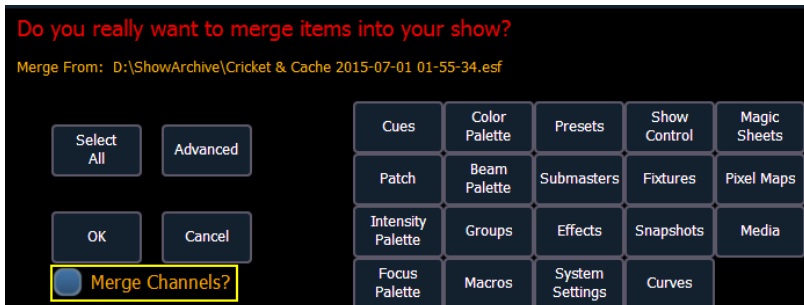 Do you really want to merge items into your show?
Merge From: D:\ShowArchive\Cricket & Cache 2015-07-01 01-55-34.esf
Select All
Advanced
OK
Cancel
Merge Channels?
Cues
Color Palette
Presets
Show Control
Magic Sheets
Patch
Beam Palette
Submasters
Fixtures
Pixel Maps
Intensity Palette
Groups
Effects
Snapshots
Media
Focus Palette
Macros
System Settings
Curves